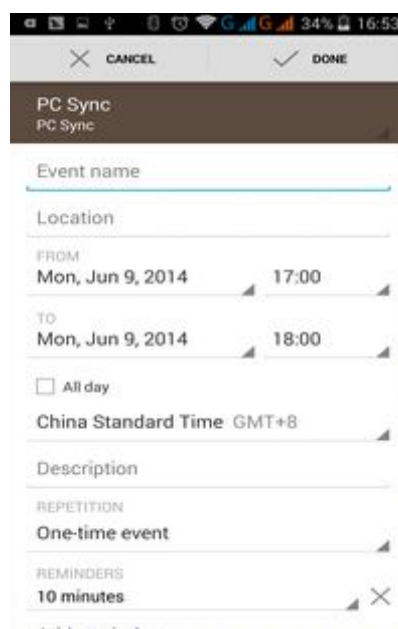 G G 34% 16:53
CANCEL DONE
PC Sync
PC Sync
Event name
Location
FROM
Mon, Jun 9, 2014 17:00
TO
Mon, Jun 9, 2014 18:00
All day
China Standard Time GMT+8
Description
REPETITION
One-time event
REMINDERS
10 minutes